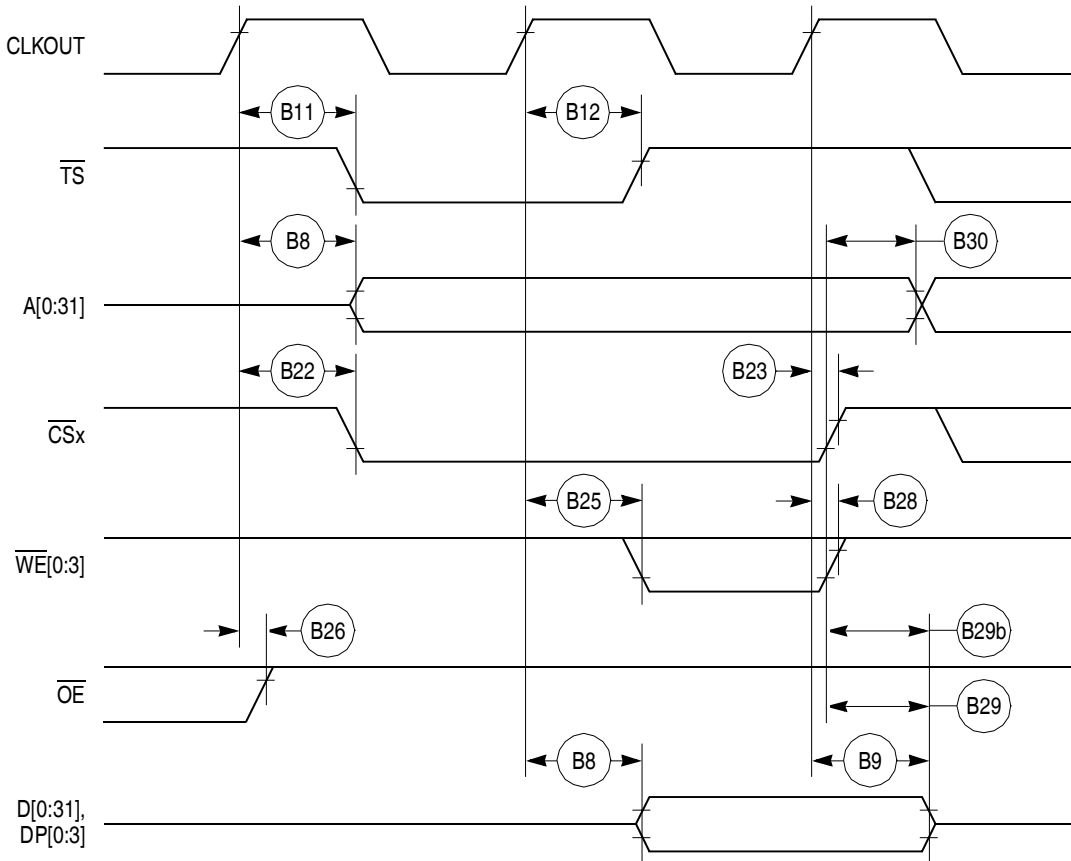 CLKOUT
B11
B12
TS
B8
B30
A[0:31]
B22
B23
CSx
B25
B28
WE[0:3]
B26
B29b
OE
B29
B8
B9
D[0:31],
DP[0:3]